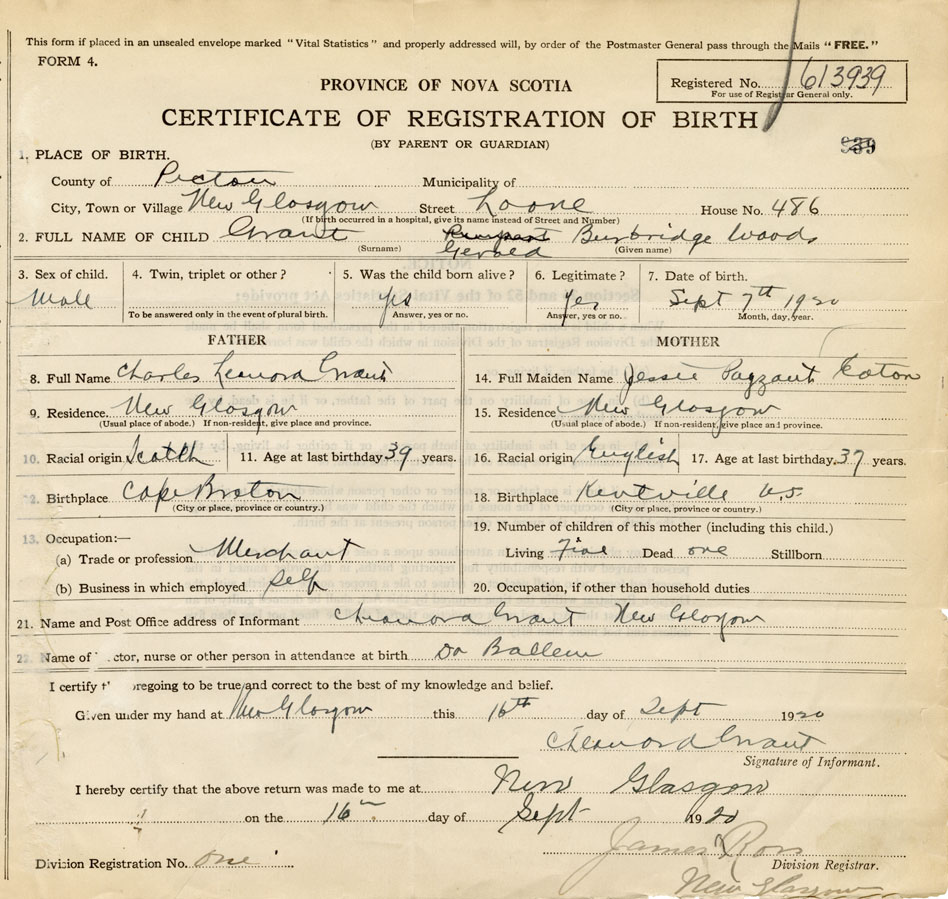 This form if placed in an unsealed envelope marked "Vital Statistics" and properly addressed will, by order of the Postmaster General pass through the Mails "FREE."
FORM 4.
Registered No. 613939
For use of Registrar General only.
PROVINCE OF NOVA SCOTIA
CERTIFICATE OF REGISTRATION OF BIRTH
(BY PARENT OR GUARDIAN)
939
1. PLACE OF BIRTH.
County of Pictou Municipality of
City, Town or Village New Glasgow Street House No. 486
(If birth occurred in a hospital, give its name instead of Street and Number)
2. FULL NAME OF CHILD Grant Gerald Burbridge Woods
(Surname) (Given name)
3. Sex of child. 4. Twin, triplet or other? 5. Was the child born alive? 6. Legitimate? 7. Date of birth.
Male Yes Yes Sept 7th 1920
To be answered only in the event of plural birth. Answer, yes or no. Answer, yes or no. Month, day, year.
FATHER
8. Full Name Charles Leonord Grant
9. Residence. New Glasgow
(Usual place of abode.) If non-resident, give place and province.
10. Racial origin Scotch 11. Age at last birthday 39 years.
12. Birthplace Cape Breton
(City or place, province or country.)
13. Occupation:—
(a) Trade or profession Merchant
(b) Business in which employed Self
MOTHER
14. Full Maiden Name Jessie Pazzant Eaton
15. Residence New Glasgow
(Usual place of abode.) If non-resident, give place and province.
16. Racial origin English 17. Age at last birthday. 37 years.
18. Birthplace Kentville N.S.
(City or place, province or country.)
19. Number of children of this mother (including this child.)
Living Five Dead one Stillborn
20. Occupation, if other than household duties
21. Name and Post Office address of Informant C Leonord Grant New Glasgow
22. Name of doctor, nurse or other person in attendance at birth Dr Ballem
I certify the foregoing to be true and correct to the best of my knowledge and belief.
Given under my hand at New Glasgow this 16th day of Sept 1920
C Leonord Grant
Signature of Informant.
I hereby certify that the above return was made to me at New Glasgow
on the 16th day of Sept 1920
James Ross
Division Registration No. one Division Registrar.
New Glasgow